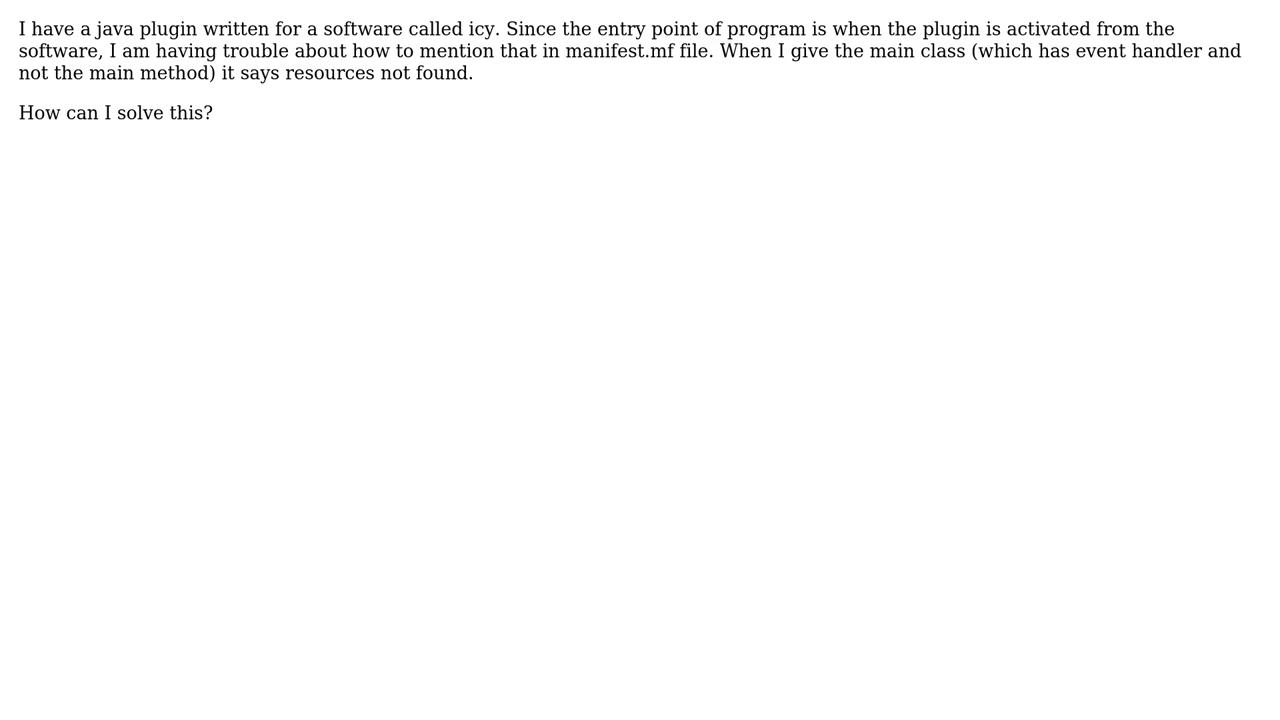 I have a java plugin written for a software called icy. Since the entry point of program is when the plugin is activated from the
software, I am having trouble about how to mention that in manifest.mf file. When I give the main class (which has event handler and
not the main method) it says resources not found.
How can I solve this?